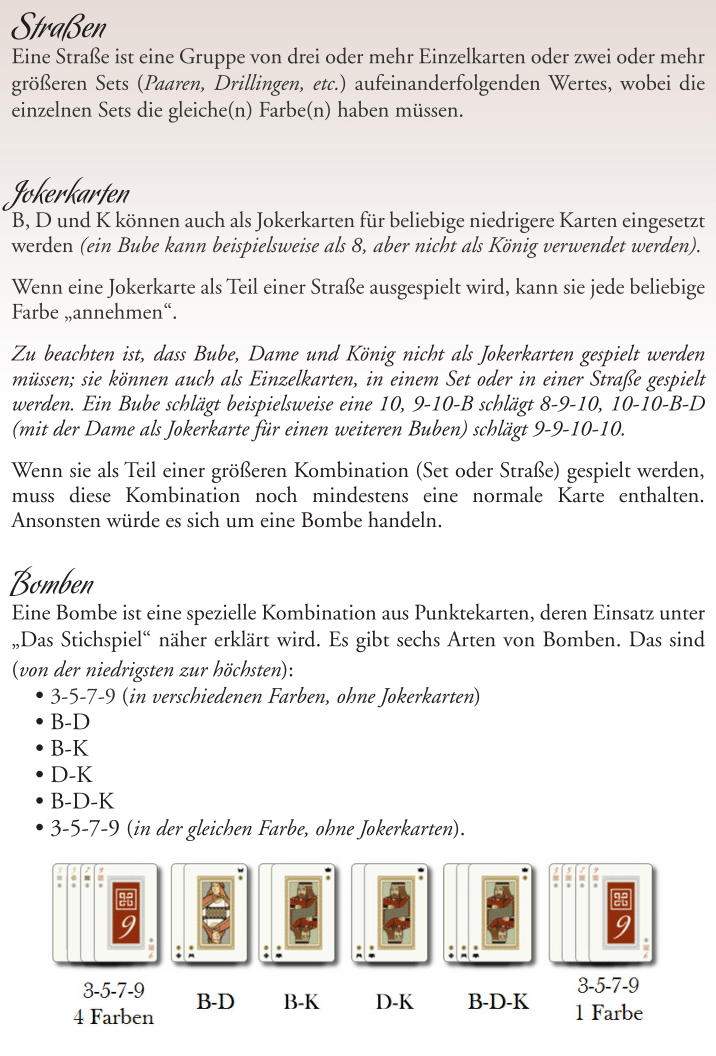 Straßen
Eine Straße ist eine Gruppe von drei oder mehr Einzelkarten oder zwei oder mehr
größeren Sets (Paaren, Drillingen, etc.) aufeinanderfolgenden Wertes, wobei die
einzelnen Sets die gleiche(n) Farbe(n) haben müssen.
Jokerkarten
B, D und K können auch als Jokerkarten für beliebige niedrigere Karten eingesetzt
werden (ein Bube kann beispielsweise als 8, aber nicht als König verwendet werden).
Wenn eine Jokerkarte als Teil einer Straße ausgespielt wird, kann sie jede beliebige
Farbe „annehmen“.
Zu beachten ist, dass Bube, Dame und König nicht als Jokerkarten gespielt werden
müssen; sie können auch als Einzelkarten, in einem Set oder in einer Straße gespielt
werden. Ein Bube schlägt beispielsweise eine 10, 9-10-B schlägt 8-9-10, 10-10-B-D
(mit der Dame als Jokerkarte für einen weiteren Buben) schlägt 9-9-10-10.
Wenn sie als Teil einer größeren Kombination (Set oder Straße) gespielt werden,
muss diese Kombination noch mindestens eine normale Karte enthalten.
Ansonsten würde es sich um eine Bombe handeln.
Bomben
Eine Bombe ist eine spezielle Kombination aus Punktekarten, deren Einsatz unter
„Das Stichspiel“ näher erklärt wird. Es gibt sechs Arten von Bomben. Das sind
(von der niedrigsten zur höchsten):
• 3-5-7-9 (in verschiedenen Farben, ohne Jokerkarten)
• B-D
• B-K
• D-K
• B-D-K
• 3-5-7-9 (in der gleichen Farbe, ohne Jokerkarten).
9
9
3-5-7-9
4 Farben
B-D
B-K
D-K
B-D-K
3-5-7-9
1 Farbe